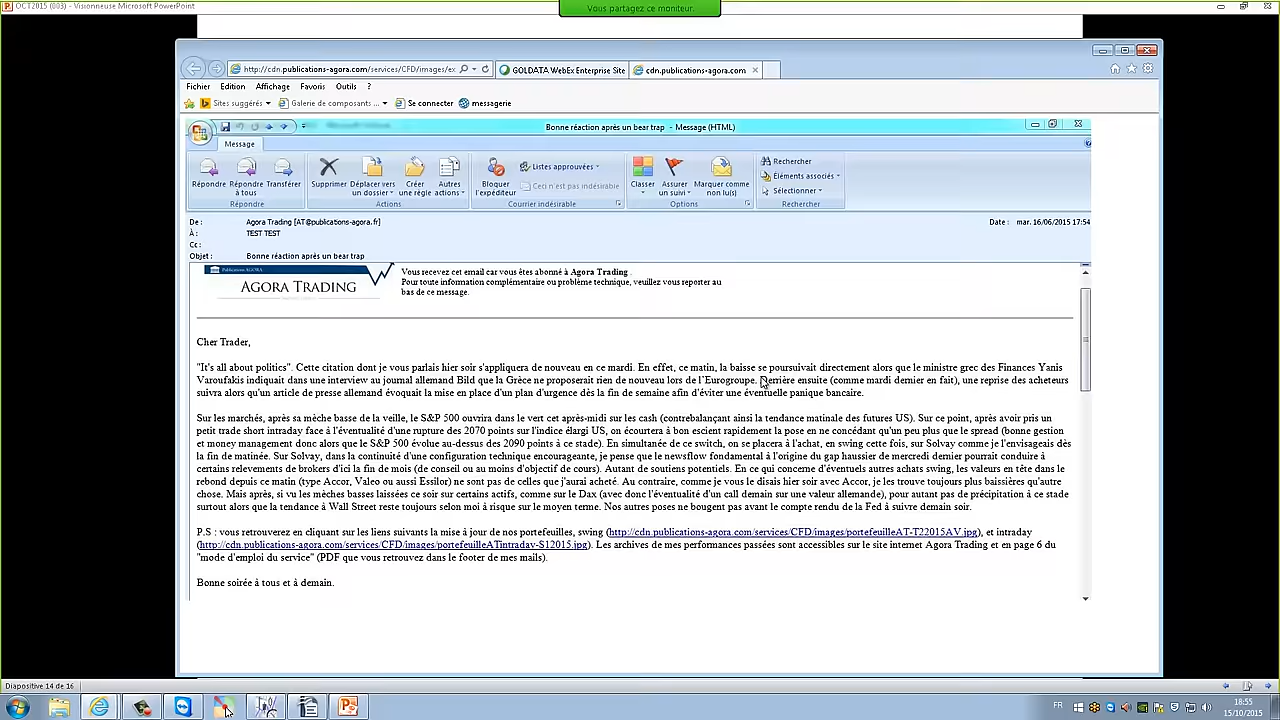 OCT2015 (003) - Visionneuse Microsoft PowerPoint
Vous partagez ce moniteur.
http://cdn.publications-agora.com/services/CFD/images/ex
GOLDATA WebEx Enterprise Site
cdn.publications-agora.com
Fichier Edition Affichage Favoris Outils ?
Sites suggérés Galerie de composants ... Se connecter messagerie
Bonne réaction après un bear trap - Message (HTML)
Message
Répondre Répondre à tous Transférer
Supprimer Déplacer vers un dossier Créer une règle Autres actions
Bloquer l'expéditeur Listes approuvées Ceci n'est pas indésirable
Classer Assurer un suivi Marquer comme non lu(s)
Rechercher
Éléments associés
Sélectionner
Répondre Actions Courrier indésirable Options Rechercher
De : Agora Trading [AT@publications-agora.fr] Date : mar. 16/06/2015 17:54
À : TEST TEST
Cc :
Objet : Bonne réaction après un bear trap
Publications AGORA
AGORA TRADING
Vous recevez cet email car vous êtes abonné à Agora Trading .
Pour toute information complémentaire ou problème technique, veuillez vous reporter au
bas de ce message.
Cher Trader,
"It's all about politics". Cette citation dont je vous parlais hier soir s'appliquera de nouveau en ce mardi. En effet, ce matin, la baisse se poursuivait directement alors que le ministre grec des Finances Yanis
Varoufakis indiquait dans une interview au journal allemand Bild que la Grèce ne proposerait rien de nouveau lors de l'Eurogroupe. Derrière ensuite (comme mardi dernier en fait), une reprise des acheteurs
suivra alors qu'un article de presse allemand évoquait la mise en place d'un plan d'urgence dès la fin de semaine afin d'éviter une éventuelle panique bancaire.
Sur les marchés, après sa mèche basse de la veille, le S&P 500 ouvrira dans le vert cet après-midi sur les cash (contrebalançant ainsi la tendance matinale des futures US). Sur ce point, après avoir pris un
petit trade short intraday face à l'éventualité d'une rupture des 2070 points sur l'indice élargi US, on écourtera à bon escient rapidement la pose en ne concédant qu'un peu plus que le spread (bonne gestion
et money management donc alors que le S&P 500 évolue au-dessus des 2090 points à ce stade). En simultanée de ce switch, on se placera à l'achat, en swing cette fois, sur Solvay comme je l'envisageais dès
la fin de matinée. Sur Solvay, dans la continuité d'une configuration technique encourageante, je pense que le newsflow fondamental à l'origine du gap haussier de mercredi dernier pourrait conduire à
certains relevements de brokers d'ici la fin de mois (de conseil ou au moins d'objectif de cours). Autant de soutiens potentiels. En ce qui concerne d'éventuels autres achats swing, les valeurs en tête dans le
rebond depuis ce matin (type Accor, Valeo ou aussi Essilor) ne sont pas de celles que j'aurai acheté. Au contraire, comme je vous le disais hier soir avec Accor, je les trouve toujours plus baissières qu'autre
chose. Mais après, si vu les mèches basses laissées ce soir sur certains actifs, comme sur le Dax (avec donc l'éventualité d'un call demain sur une valeur allemande), pour autant pas de précipitation à ce stade
surtout alors que la tendance à Wall Street reste toujours selon moi à risque sur le moyen terme. Nos autres poses ne bougent pas avant le compte rendu de la Fed à suivre demain soir.
P.S : vous retrouverez en cliquant sur les liens suivants la mise à jour de nos portefeuilles, swing (http://cdn.publications-agora.com/services/CFD/images/portefeuilleAT-T22015AV.jpg), et intraday
(http://cdn.publications-agora.com/services/CFD/images/portefeuilleATintraday-S12015.jpg). Les archives de mes performances passées sont accessibles sur le site internet Agora Trading et en page 6 du
"mode d'emploi du service" (PDF que vous retrouvez dans le footer de mes mails).
Bonne soirée à tous et à demain.
Diapositive 14 de 16
FR
18:55
15/10/2015